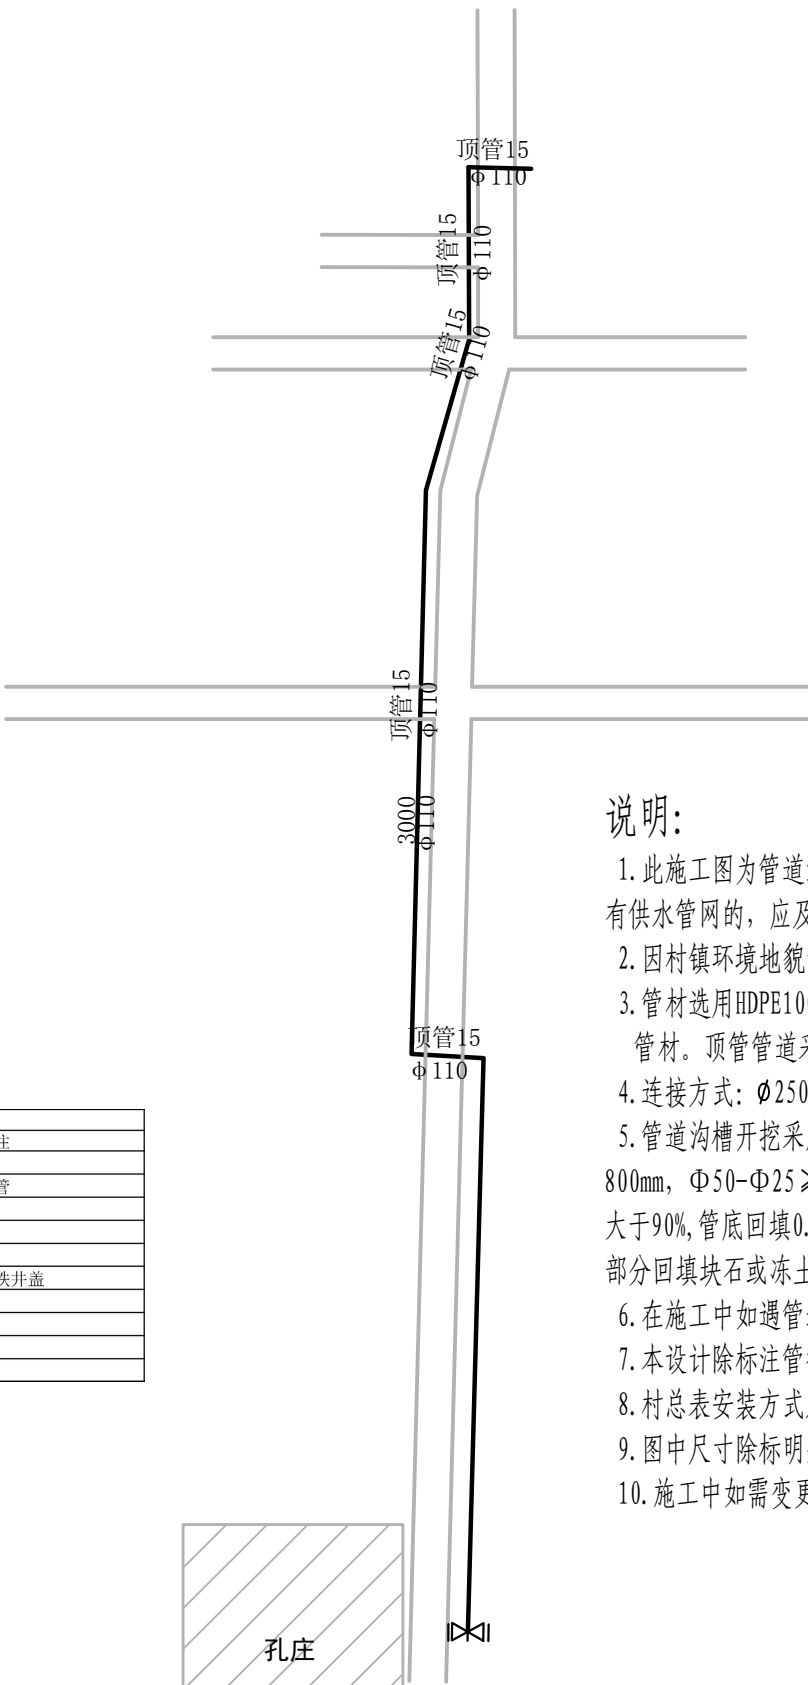 顶管15
φ110
顶管15
φ110
顶管15
φ110
顶管15
φ110
3000
φ110
说明:
1.此施工图为管道
有供水管网的，应及
2.因村镇环境地貌
3.管材选用HDPE10
管材。顶管管道采
4.连接方式：Ø250
5.管道沟槽开挖采
800mm，Φ50-Φ25≥
大于90%,管底回填0.
部分回填块石或冻土
6.在施工中如遇管
7.本设计除标注管
8.村总表安装方式
9.图中尺寸除标明
10.施工中如需变更
顶管15
φ110
注
管
铁井盖
孔庄